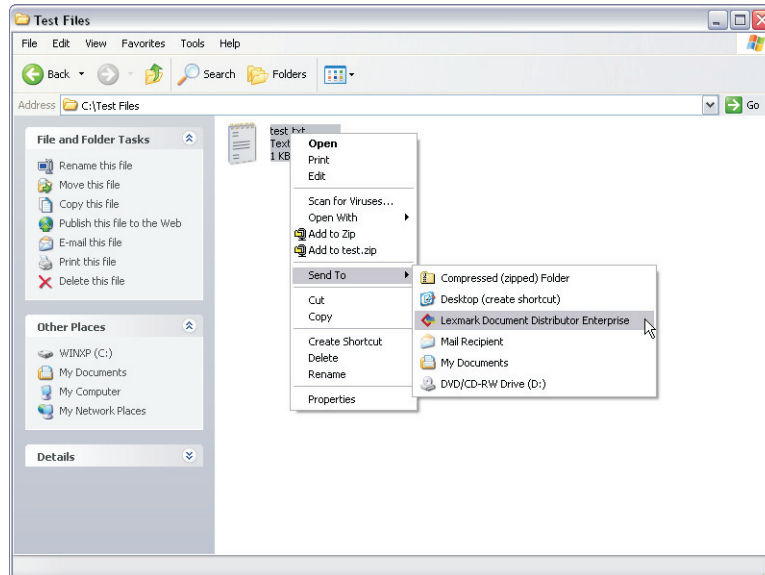 Test Files
File Edit View Favorites Tools Help
Back Search Folders
Address C:\Test Files Go
File and Folder Tasks
Rename this file
Move this file
Copy this file
Publish this file to the Web
E-mail this file
Print this file
Delete this file
Other Places
WINXP (C:)
My Documents
My Computer
My Network Places
Details
test.txt
Text
1 KB
Open
Print
Edit
Scan for Viruses...
Open With
Add to Zip
Add to test.zip
Send To
Cut
Copy
Create Shortcut
Delete
Rename
Properties
Compressed (zipped) Folder
Desktop (create shortcut)
Lexmark Document Distributor Enterprise
Mail Recipient
My Documents
DVD/CD-RW Drive (D:)